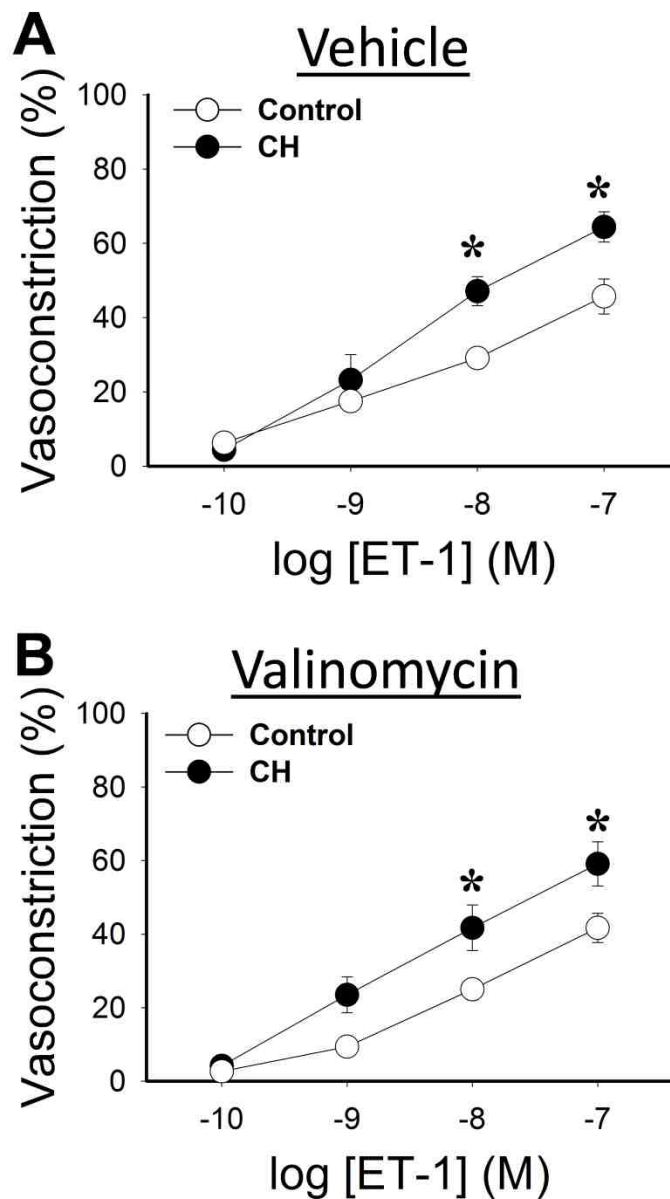 A
Vehicle
Vasoconstriction (%)
100
80
60
40
20
0
Control
CH
*
*
-10
-9
-8
-7
log [ET-1] (M)
B
Valinomycin
Vasoconstriction (%)
100
80
60
40
20
0
Control
CH
*
*
-10
-9
-8
-7
log [ET-1] (M)